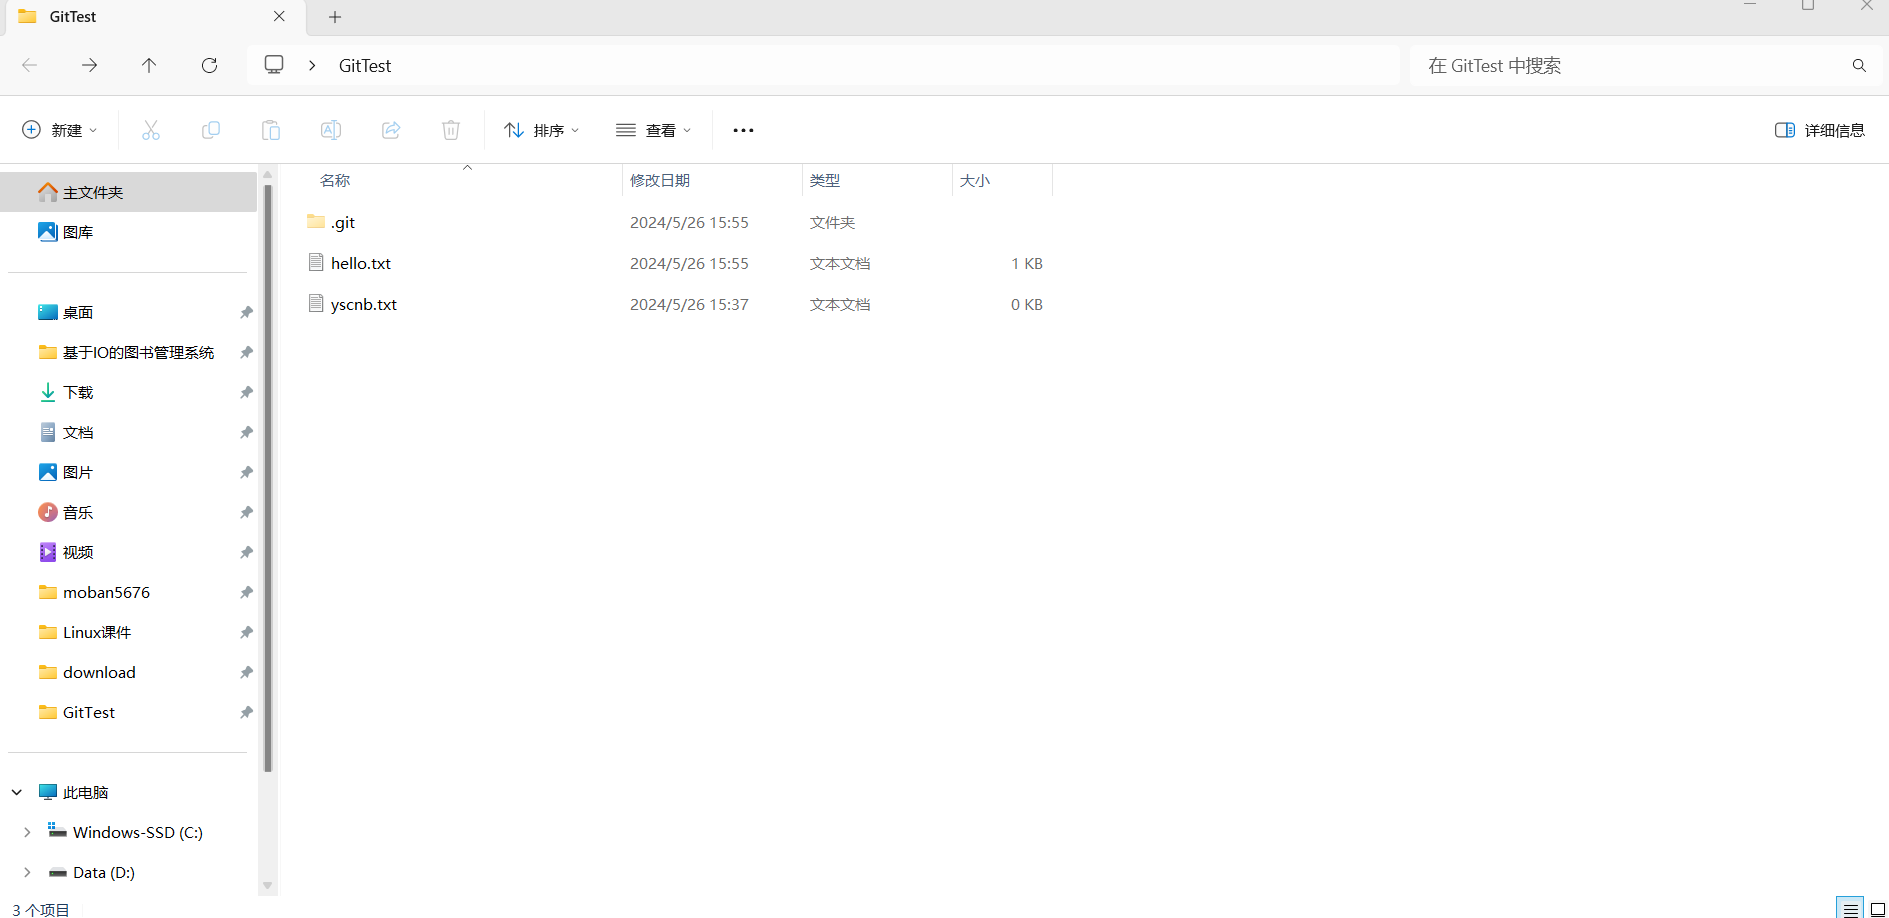 GitTest
GitTest
在 GitTest 中搜索
新建 排序 查看 详细信息
名称 修改日期 类型 大小
主文件夹
.git 2024/5/26 15:55 文件夹
图库
hello.txt 2024/5/26 15:55 文本文档 1 KB
yscnb.txt 2024/5/26 15:37 文本文档 0 KB
桌面
基于IO的图书管理系统
下载
文档
图片
音乐
视频
moban5676
Linux课件
download
GitTest
此电脑
Windows-SSD (C:)
Data (D:)
3 个项目